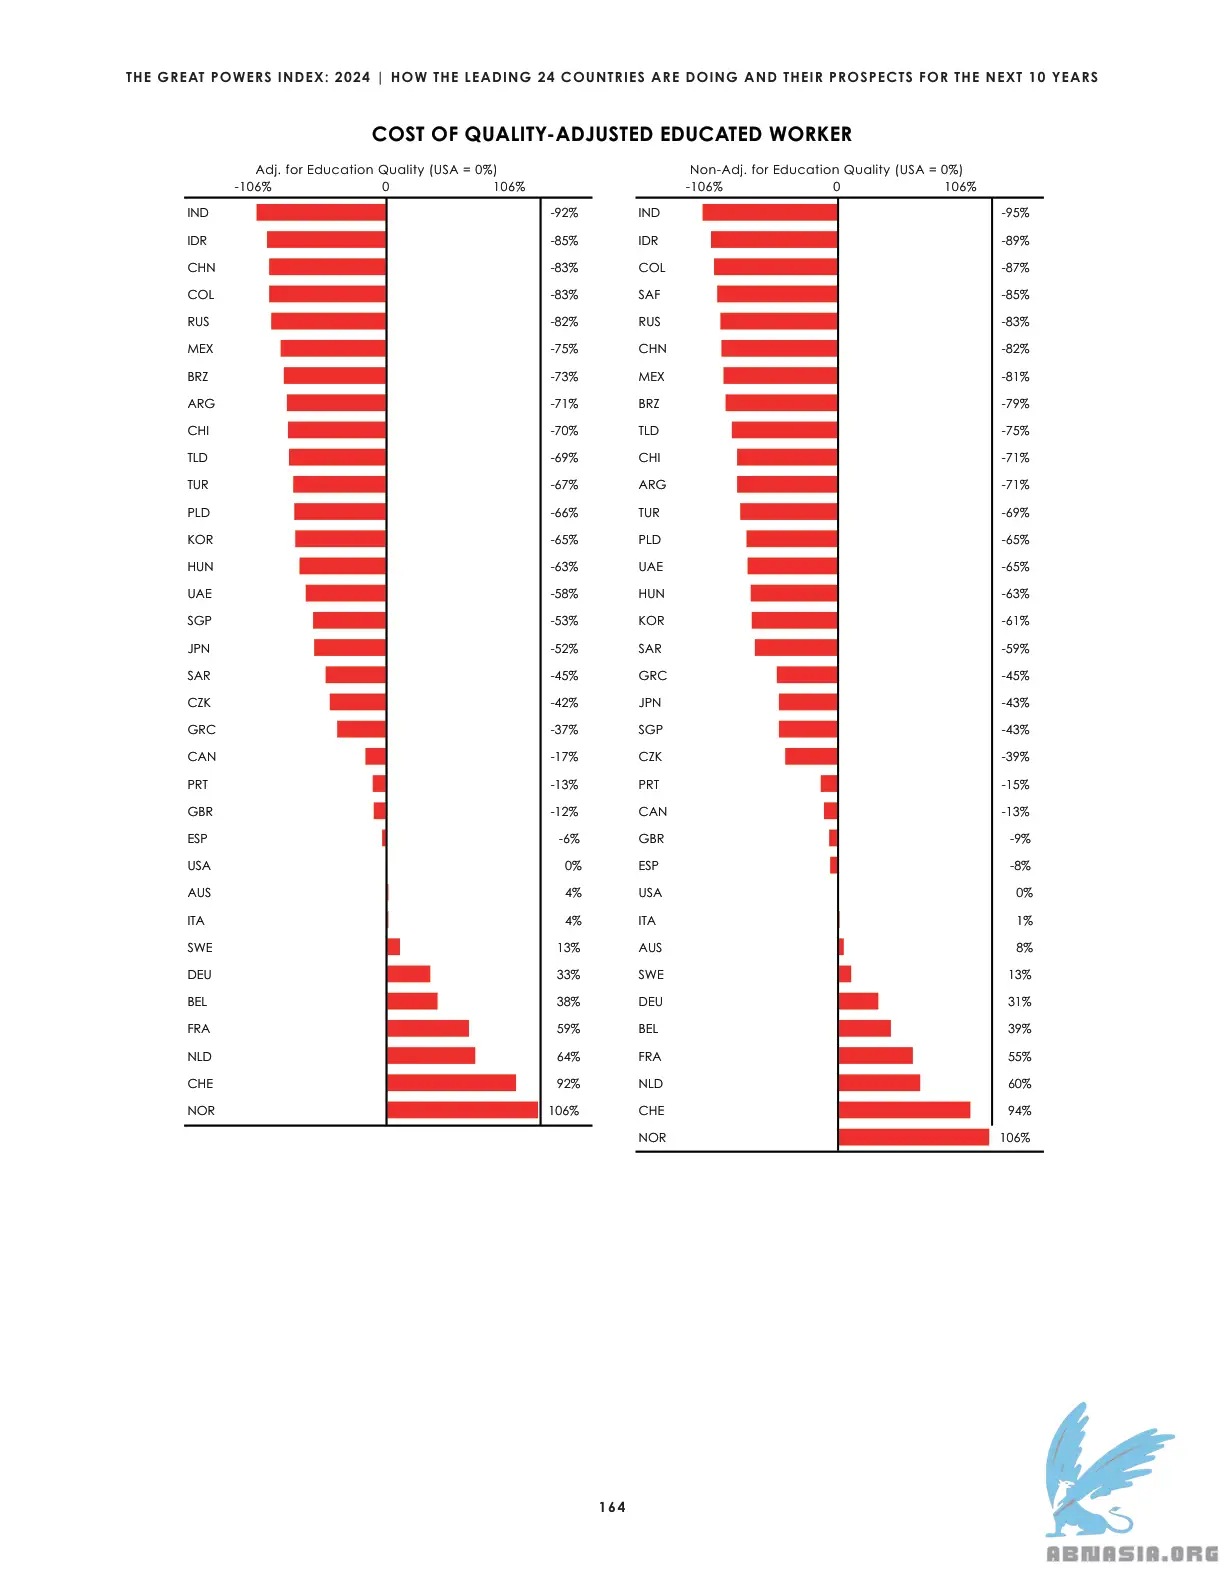 THE GREAT POWERS INDEX: 2024 | HOW THE LEADING 24 COUNTRIES ARE DOING AND THEIR PROSPECTS FOR THE NEXT 10 YEARS
COST OF QUALITY-ADJUSTED EDUCATED WORKER
Adj. for Education Quality (USA = 0%)
-106% 0 106%
IND -92%
IDR -85%
CHN -83%
COL -83%
RUS -82%
MEX -75%
BRZ -73%
ARG -71%
CHI -70%
TLD -69%
TUR -67%
PLD -66%
KOR -65%
HUN -63%
UAE -58%
SGP -53%
JPN -52%
SAR -45%
CZK -42%
GRC -37%
CAN -17%
PRT -13%
GBR -12%
ESP -6%
USA 0%
AUS 4%
ITA 4%
SWE 13%
DEU 33%
BEL 38%
FRA 59%
NLD 64%
CHE 92%
NOR 106%
Non-Adj. for Education Quality (USA = 0%)
-106% 0 106%
IND -95%
IDR -89%
COL -87%
SAF -85%
RUS -83%
CHN -82%
MEX -81%
BRZ -79%
TLD -75%
CHI -71%
ARG -71%
TUR -69%
PLD -65%
UAE -65%
HUN -63%
KOR -61%
SAR -59%
GRC -45%
JPN -43%
SGP -43%
CZK -39%
PRT -15%
CAN -13%
GBR -9%
ESP -8%
USA 0%
ITA 1%
AUS 8%
SWE 13%
DEU 31%
BEL 39%
FRA 55%
NLD 60%
CHE 94%
NOR 106%
164
ABNASIA.ORG